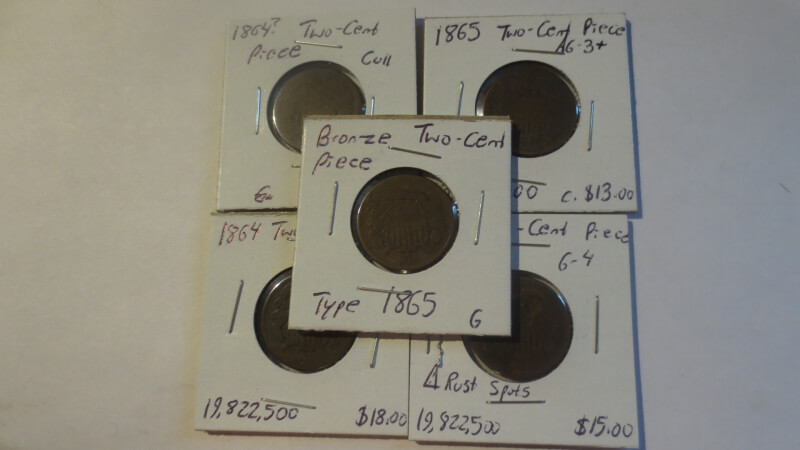 1864? Two-Cent
Piece Cull
1865 Two-Cent Piece
AG-3+
00 c. $13.00
Bronze Two-Cent
Piece
Type 1865 G
1864 Two
19,822,500 $18.00
-Cent Piece
G-4
Rust Spots
19,822,500 $15.00